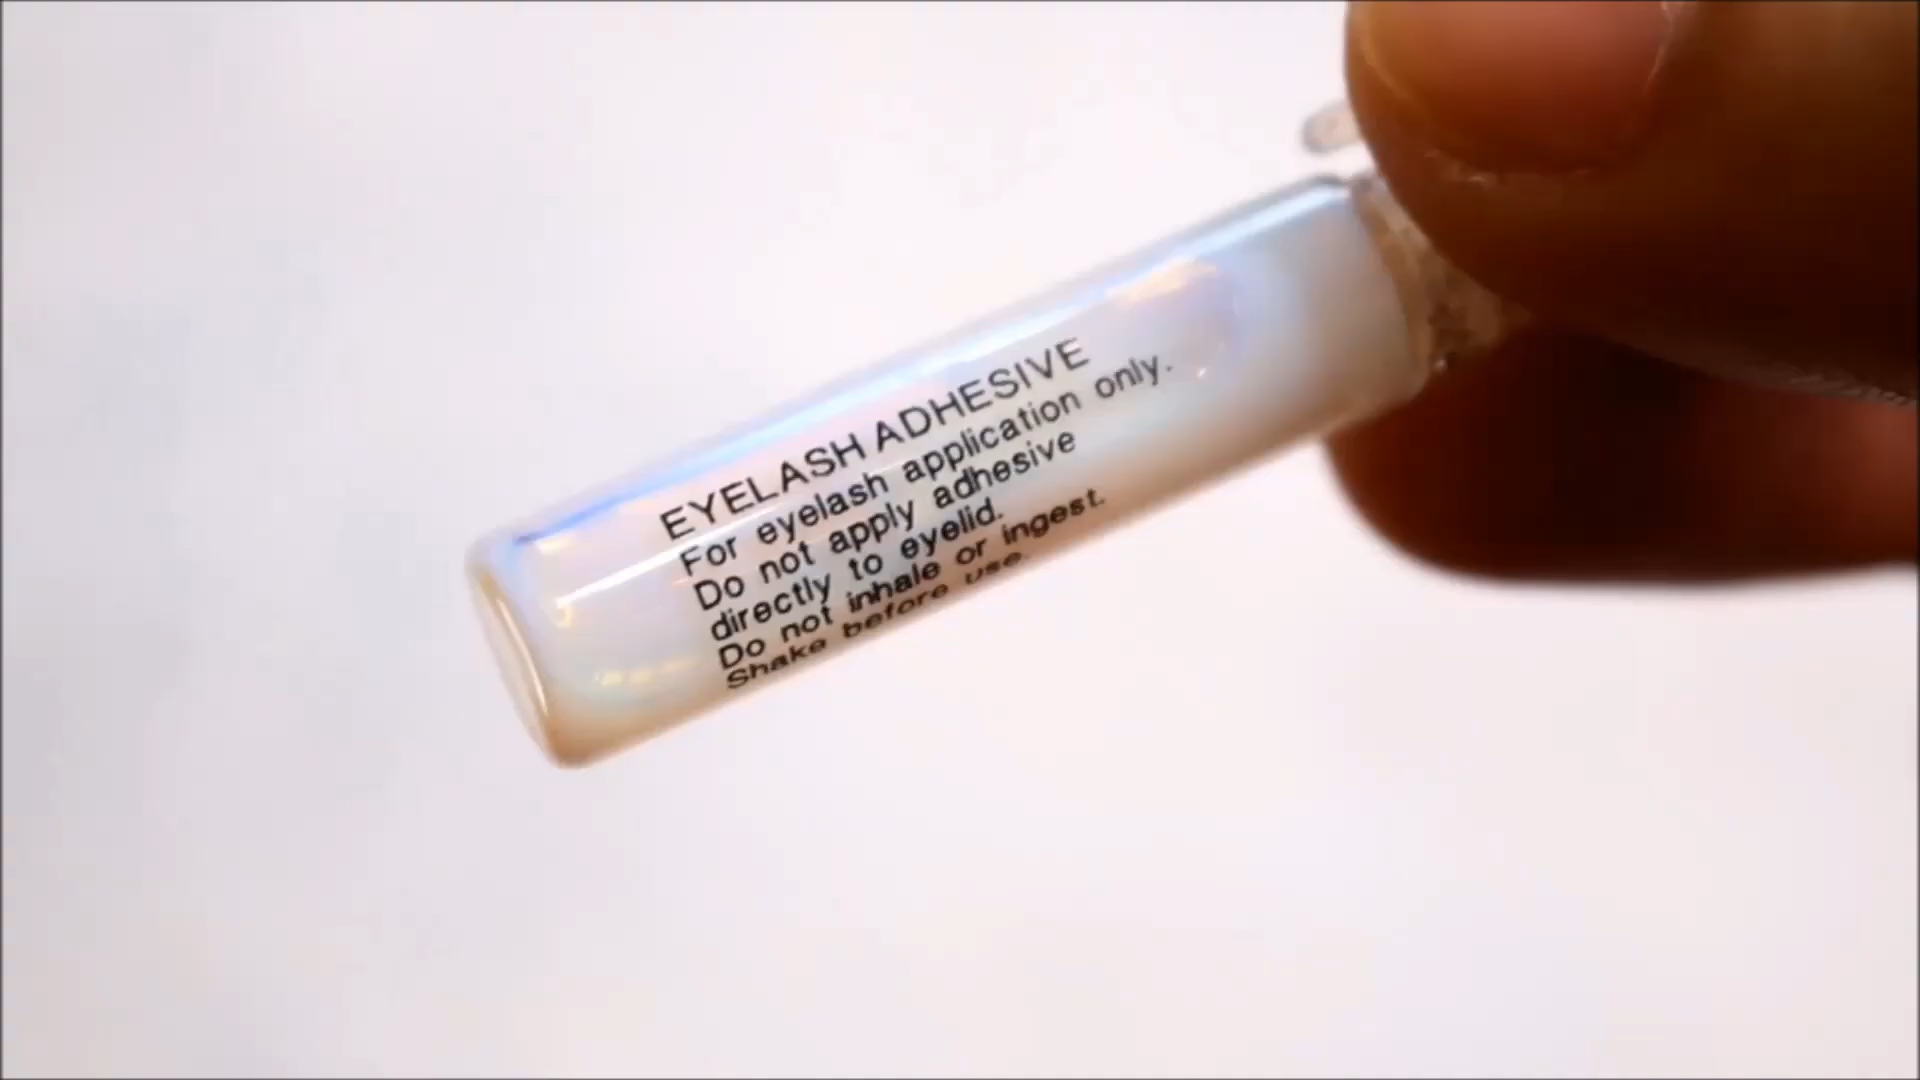 EYELASH ADHESIVE
For eyelash application only.
Do not apply adhesive
directly to eyelid.
Do not inhale or ingest.
Shake before use.